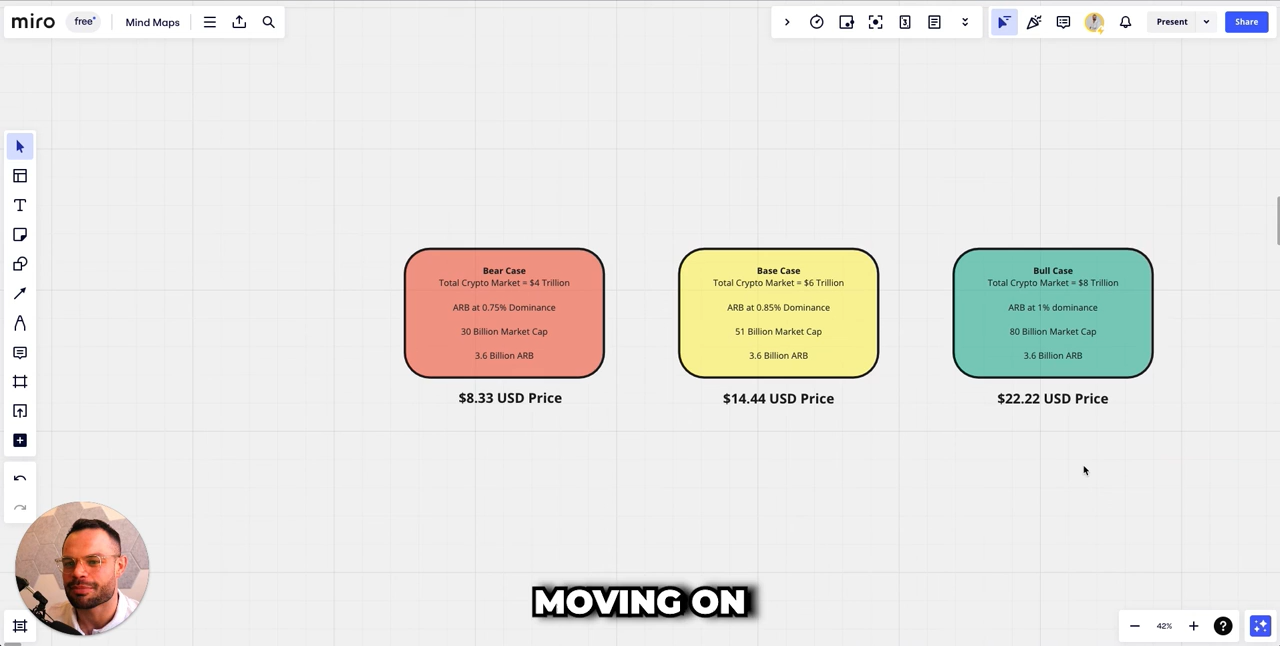 miro free Mind Maps
3 Present Share
Bear Case
Total Crypto Market = $4 Trillion
ARB at 0.75% Dominance
30 Billion Market Cap
3.6 Billion ARB
$8.33 USD Price
Base Case
Total Crypto Market = $6 Trillion
ARB at 0.85% Dominance
51 Billion Market Cap
3.6 Billion ARB
$14.44 USD Price
Bull Case
Total Crypto Market = $8 Trillion
ARB at 1% dominance
80 Billion Market Cap
3.6 Billion ARB
$22.22 USD Price
MOVING ON
42% ?